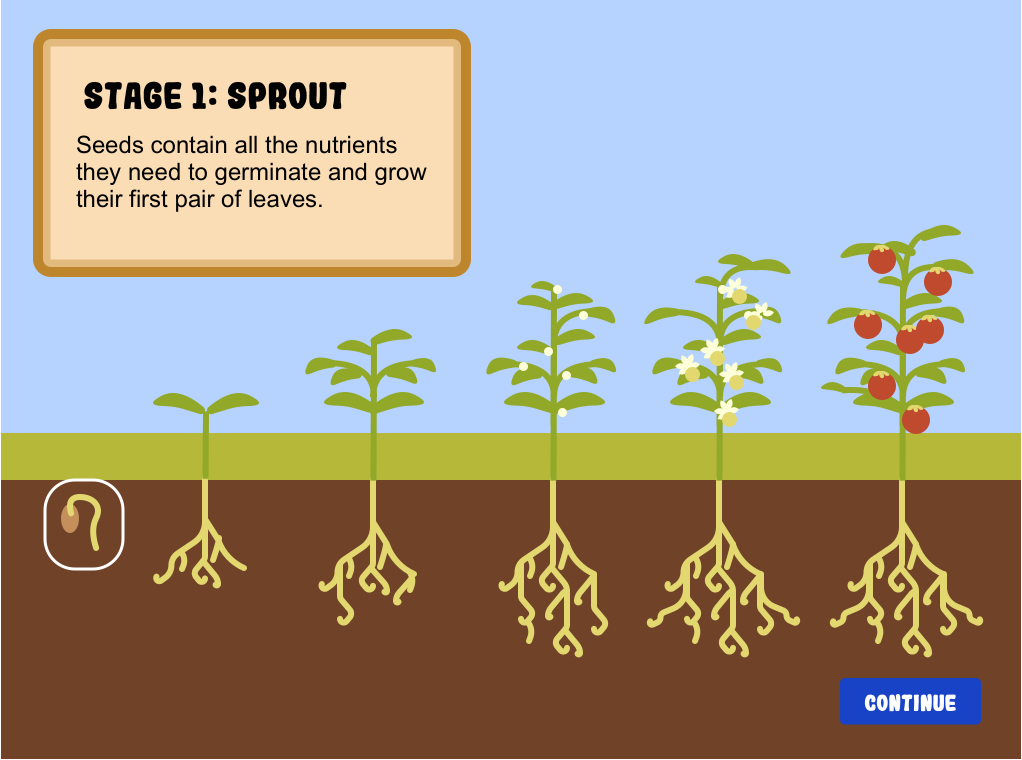 STAGE 1: SPROUT
Seeds contain all the nutrients
they need to germinate and grow
their first pair of leaves.
CONTINUE